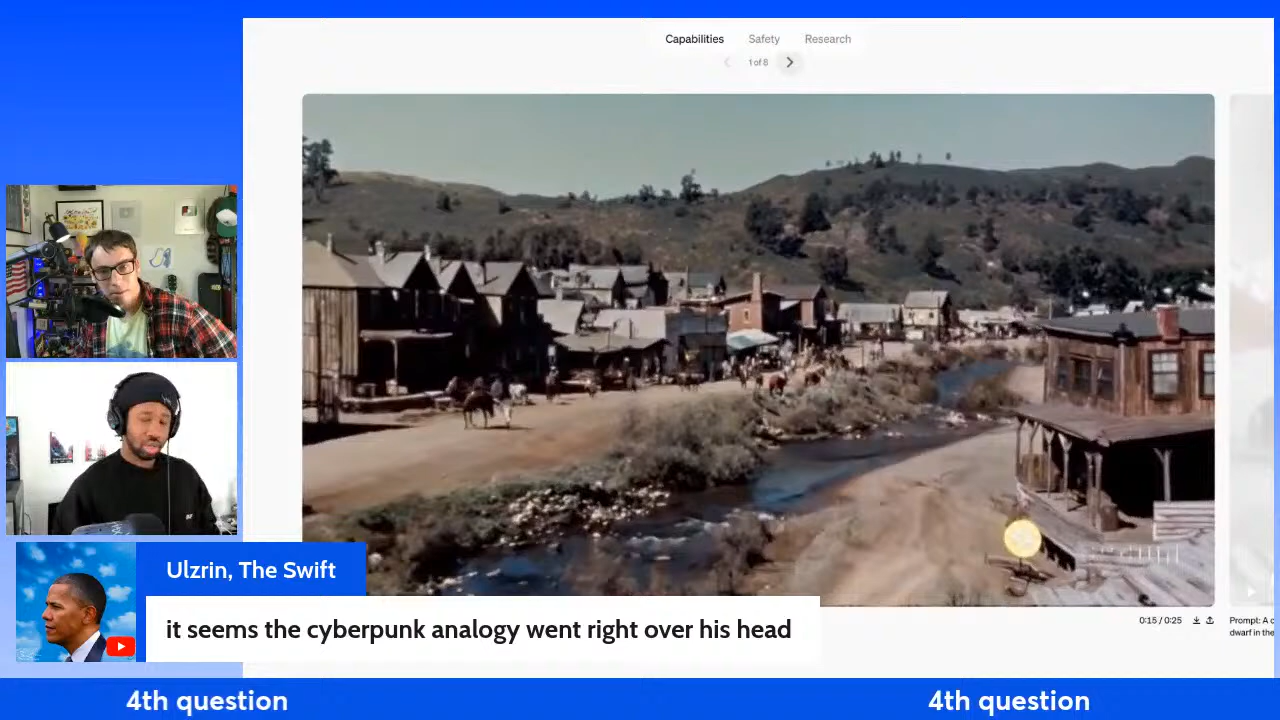 Capabilities Safety Research
1 of 8
0:15 / 0:25
Prompt: A c
dwarf in the
Ulzrin, The Swift
it seems the cyberpunk analogy went right over his head
4th question
4th question